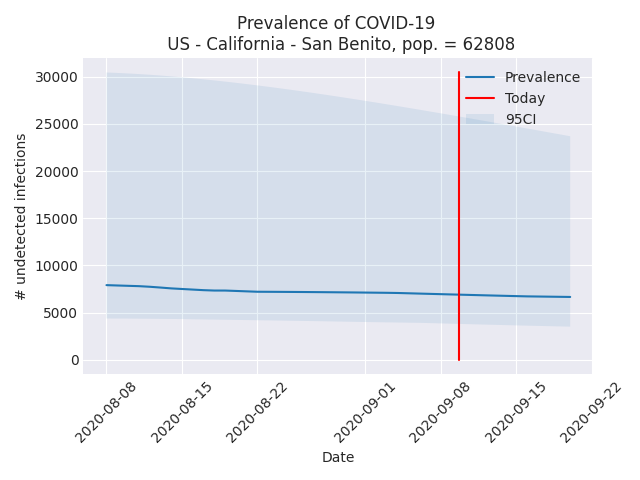 Prevalence of COVID-19
US - California - San Benito, pop. = 62808
30000
25000
20000
15000
10000
5000
0
# undetected infections
Prevalence
Today
95CI
2020-08-08
2020-08-15
2020-08-22
2020-09-01
2020-09-08
2020-09-15
2020-09-22
Date